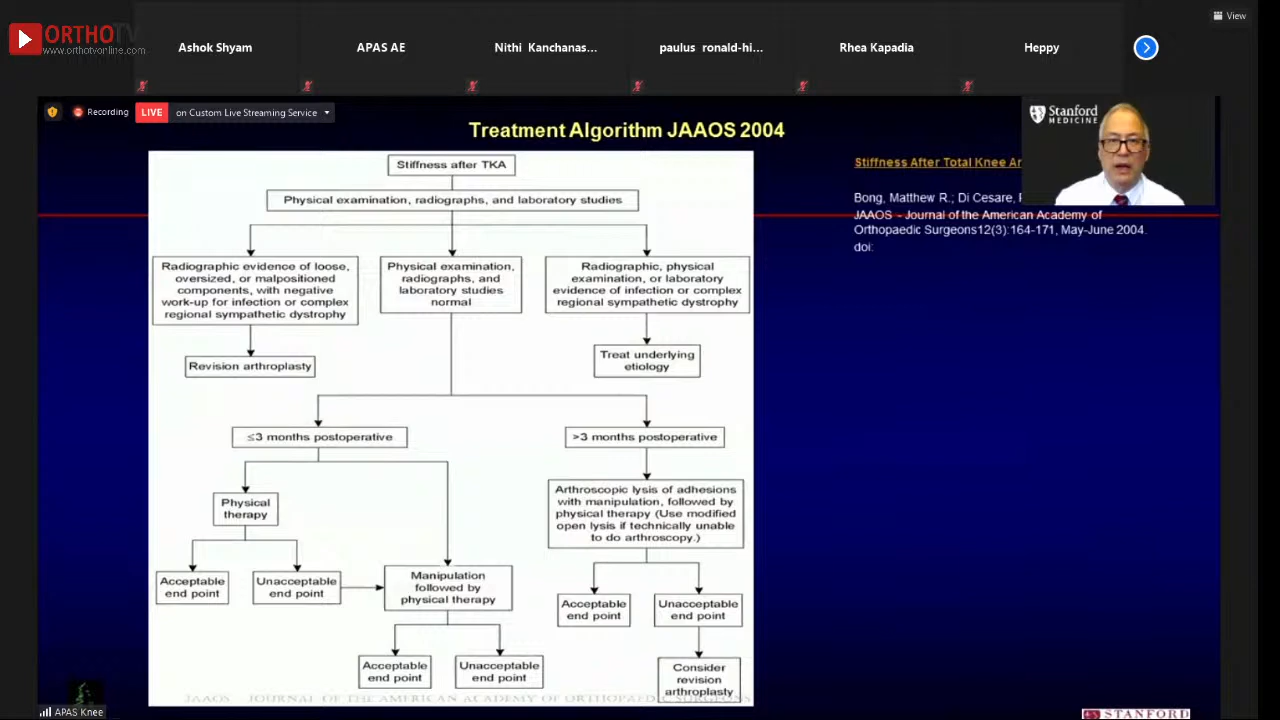 ORTHOTV
www.orthotvonline.com
View
Ashok Shyam
APAS AE
Nithi Kanchanas...
paulus ronald-hi...
Rhea Kapadia
Heppy
Recording
LIVE
on Custom Live Streaming Service
Stanford
MEDICINE
Treatment Algorithm JAAOS 2004
Stiffness After Total Knee Ar
Bong, Matthew R.; Di Cesare,
JAAOS - Journal of the American Academy of
Orthopaedic Surgeons12(3):164-171, May-June 2004.
doi:
Stiffness after TKA
Physical examination, radiographs, and laboratory studies
Radiographic evidence of loose,
oversized, or malpositioned
components, with negative
work-up for infection or complex
regional sympathetic dystrophy
Physical examination,
radiographs, and
laboratory studies
normal
Radiographic, physical
examination, or laboratory
evidence of infection or complex
regional sympathetic dystrophy
Revision arthroplasty
Treat underlying
etiology
≤3 months postoperative
>3 months postoperative
Physical
therapy
Arthroscopic lysis of adhesions
with manipulation, followed by
physical therapy (Use modified
open lysis if technically unable
to do arthroscopy.)
Acceptable
end point
Unacceptable
end point
Manipulation
followed by
physical therapy
Acceptable
end point
Unacceptable
end point
Acceptable
end point
Unacceptable
end point
Consider
revision
arthroplasty
JAAOS JOURNAL OF THE AMERICAN ACADEMY OF ORTHOPAEDIC SURGEONS
APAS Knee
STANFORD